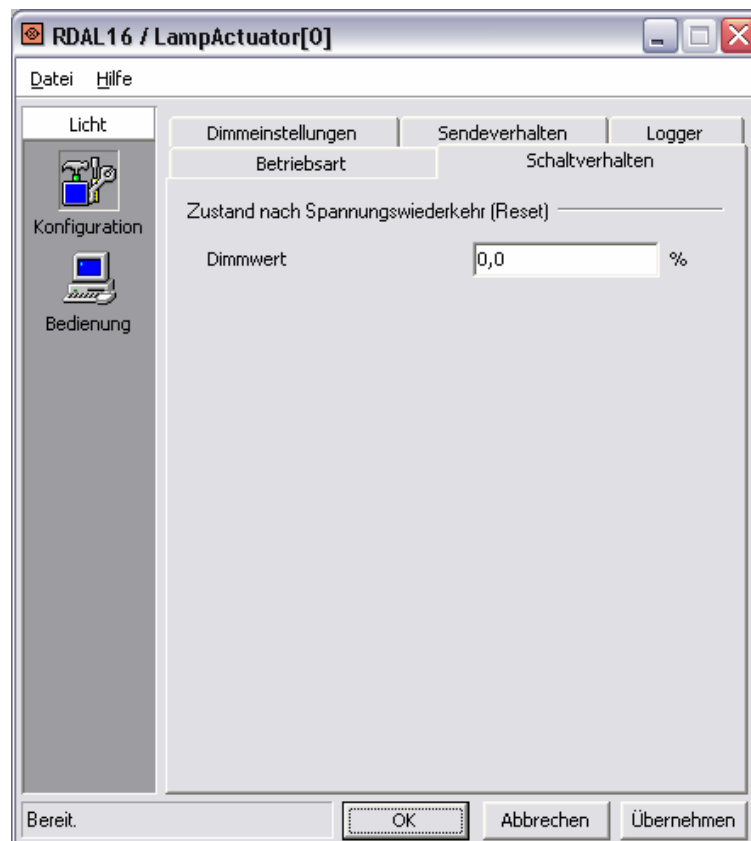 RDAL16 / LampActuator[0]
Datei Hilfe
Licht
Konfiguration
Bedienung
Dimmeinstellungen Sendeverhalten Logger
Betriebsart Schaltverhalten
Zustand nach Spannungswiederkehr (Reset)
Dimmwert 0,0 %
Bereit. OK Abbrechen Übernehmen